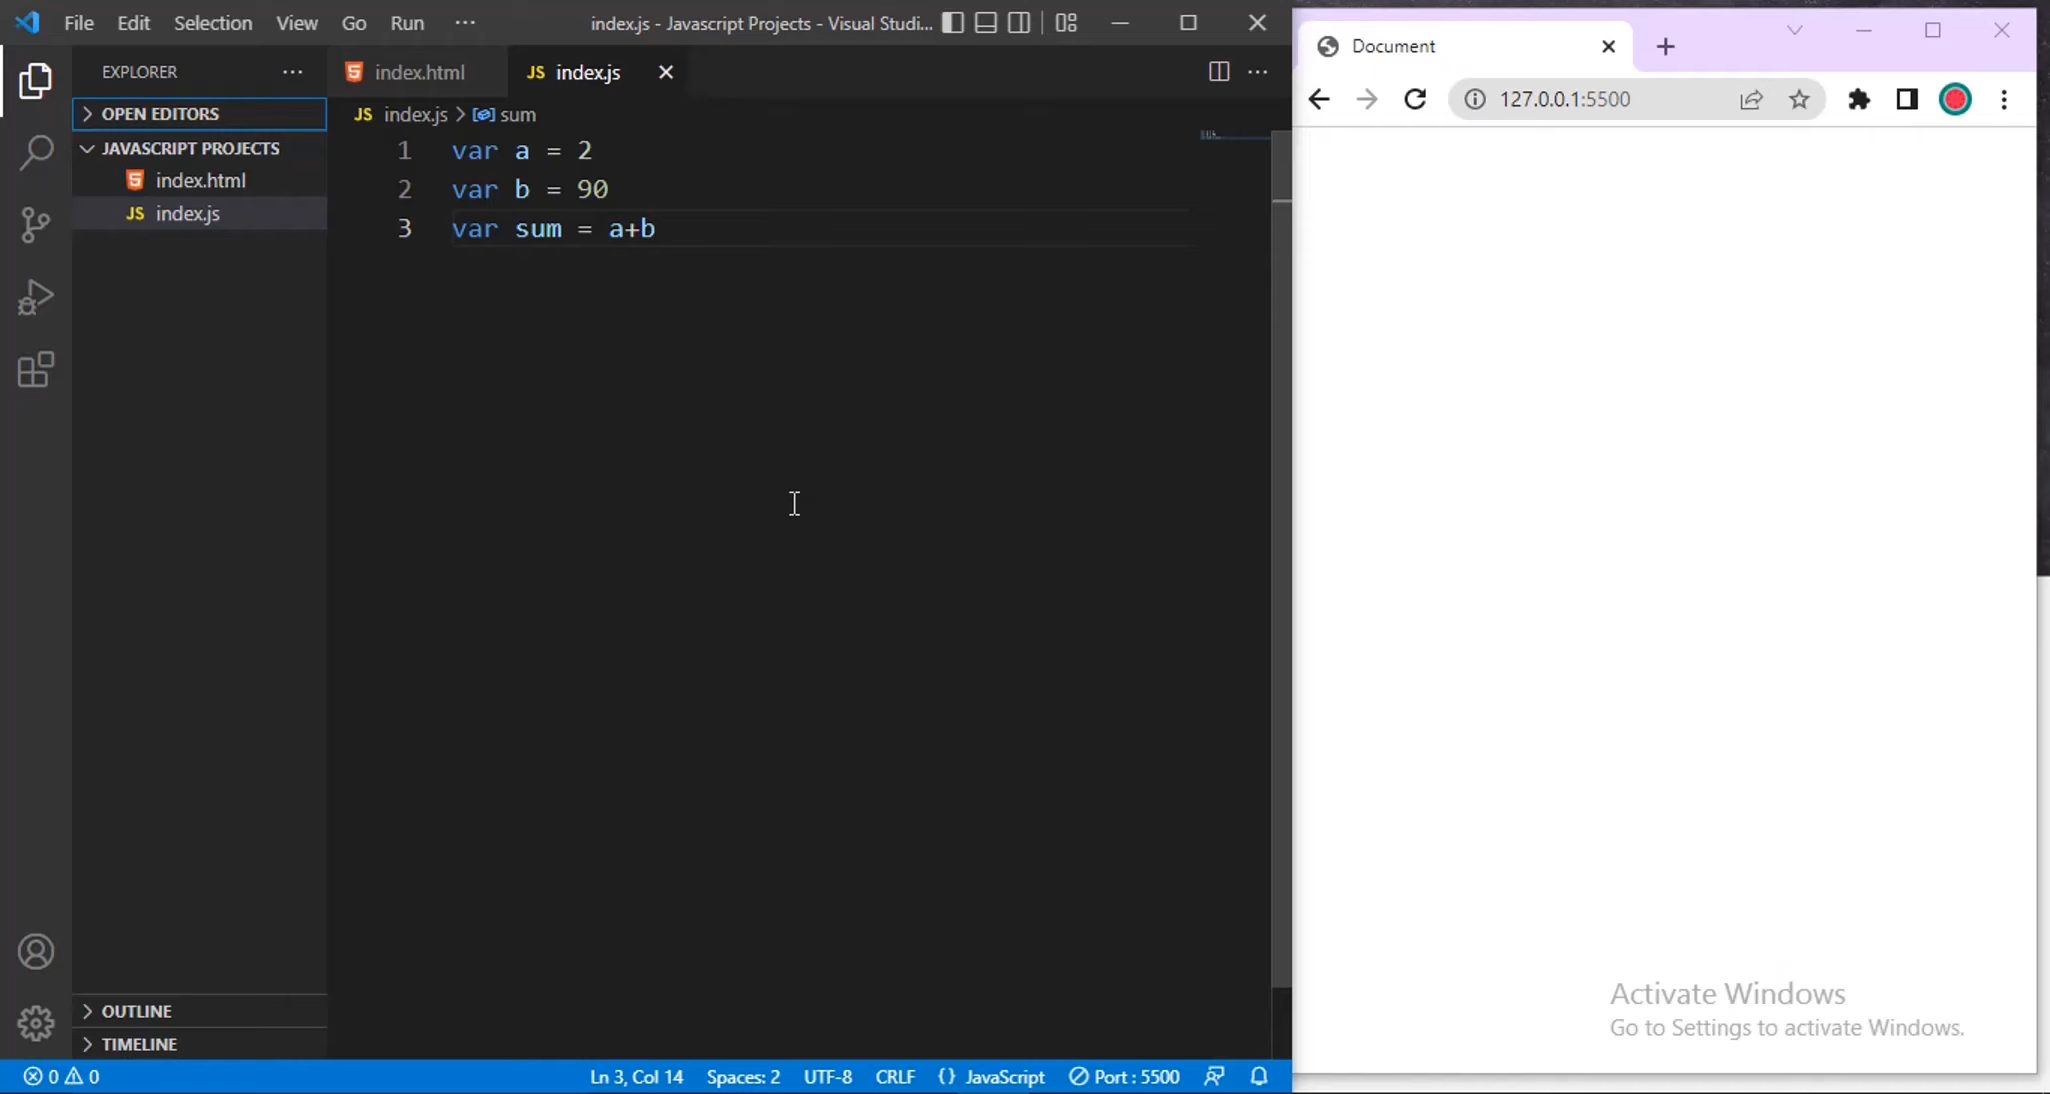 File Edit Selection View Go Run ··· index.js - Javascript Projects - Visual Studi...
EXPLORER ···
index.html JS index.js
OPEN EDITORS
JS index.js > sum
JAVASCRIPT PROJECTS
index.html
JS index.js
1 var a = 2
2 var b = 90
3 var sum = a+b
OUTLINE
TIMELINE
0 0 Ln 3, Col 14 Spaces: 2 UTF-8 CRLF {} JavaScript Port : 5500
Document
127.0.0.1:5500
Activate Windows
Go to Settings to activate Windows.